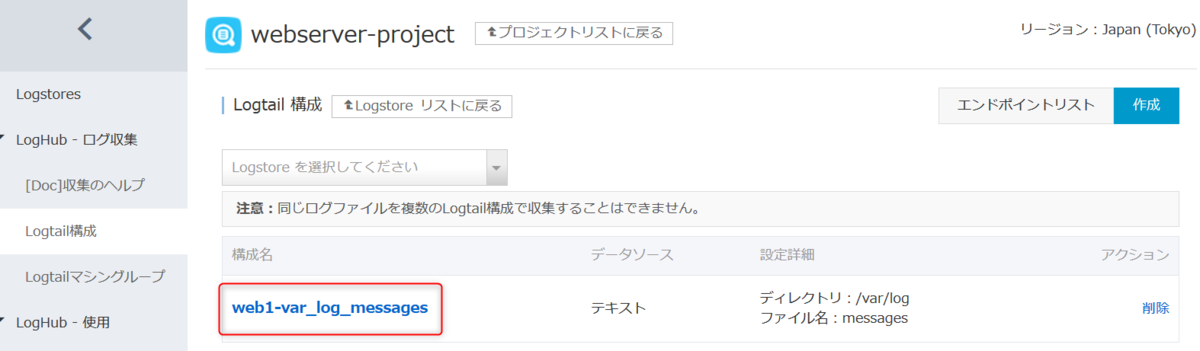 webserver-project
プロジェクトリストに戻る
リージョン：Japan (Tokyo)
Logstores
LogHub - ログ収集
[Doc]収集のヘルプ
Logtail構成
Logtailマシングループ
LogHub - 使用
Logtail 構成
Logstore リストに戻る
エンドポイントリスト
作成
Logstore を選択してください
注意：同じログファイルを複数のLogtail構成で収集することはできません。
構成名 データソース 設定詳細 アクション
web1-var_log_messages テキスト ディレクトリ：/var/log 削除
ファイル名：messages